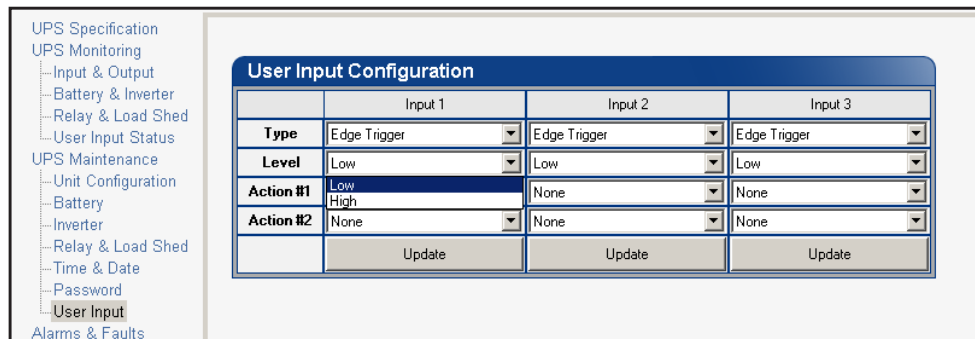 UPS Specification
UPS Monitoring
Input & Output
Battery & Inverter
Relay & Load Shed
User Input Status
UPS Maintenance
Unit Configuration
Battery
Inverter
Relay & Load Shed
Time & Date
Password
User Input
Alarms & Faults
User Input Configuration
Input 1 Input 2 Input 3
Type Edge Trigger Edge Trigger Edge Trigger
Level Low Low Low
Action #1 Low None None
High
Action #2 None None None
Update Update Update